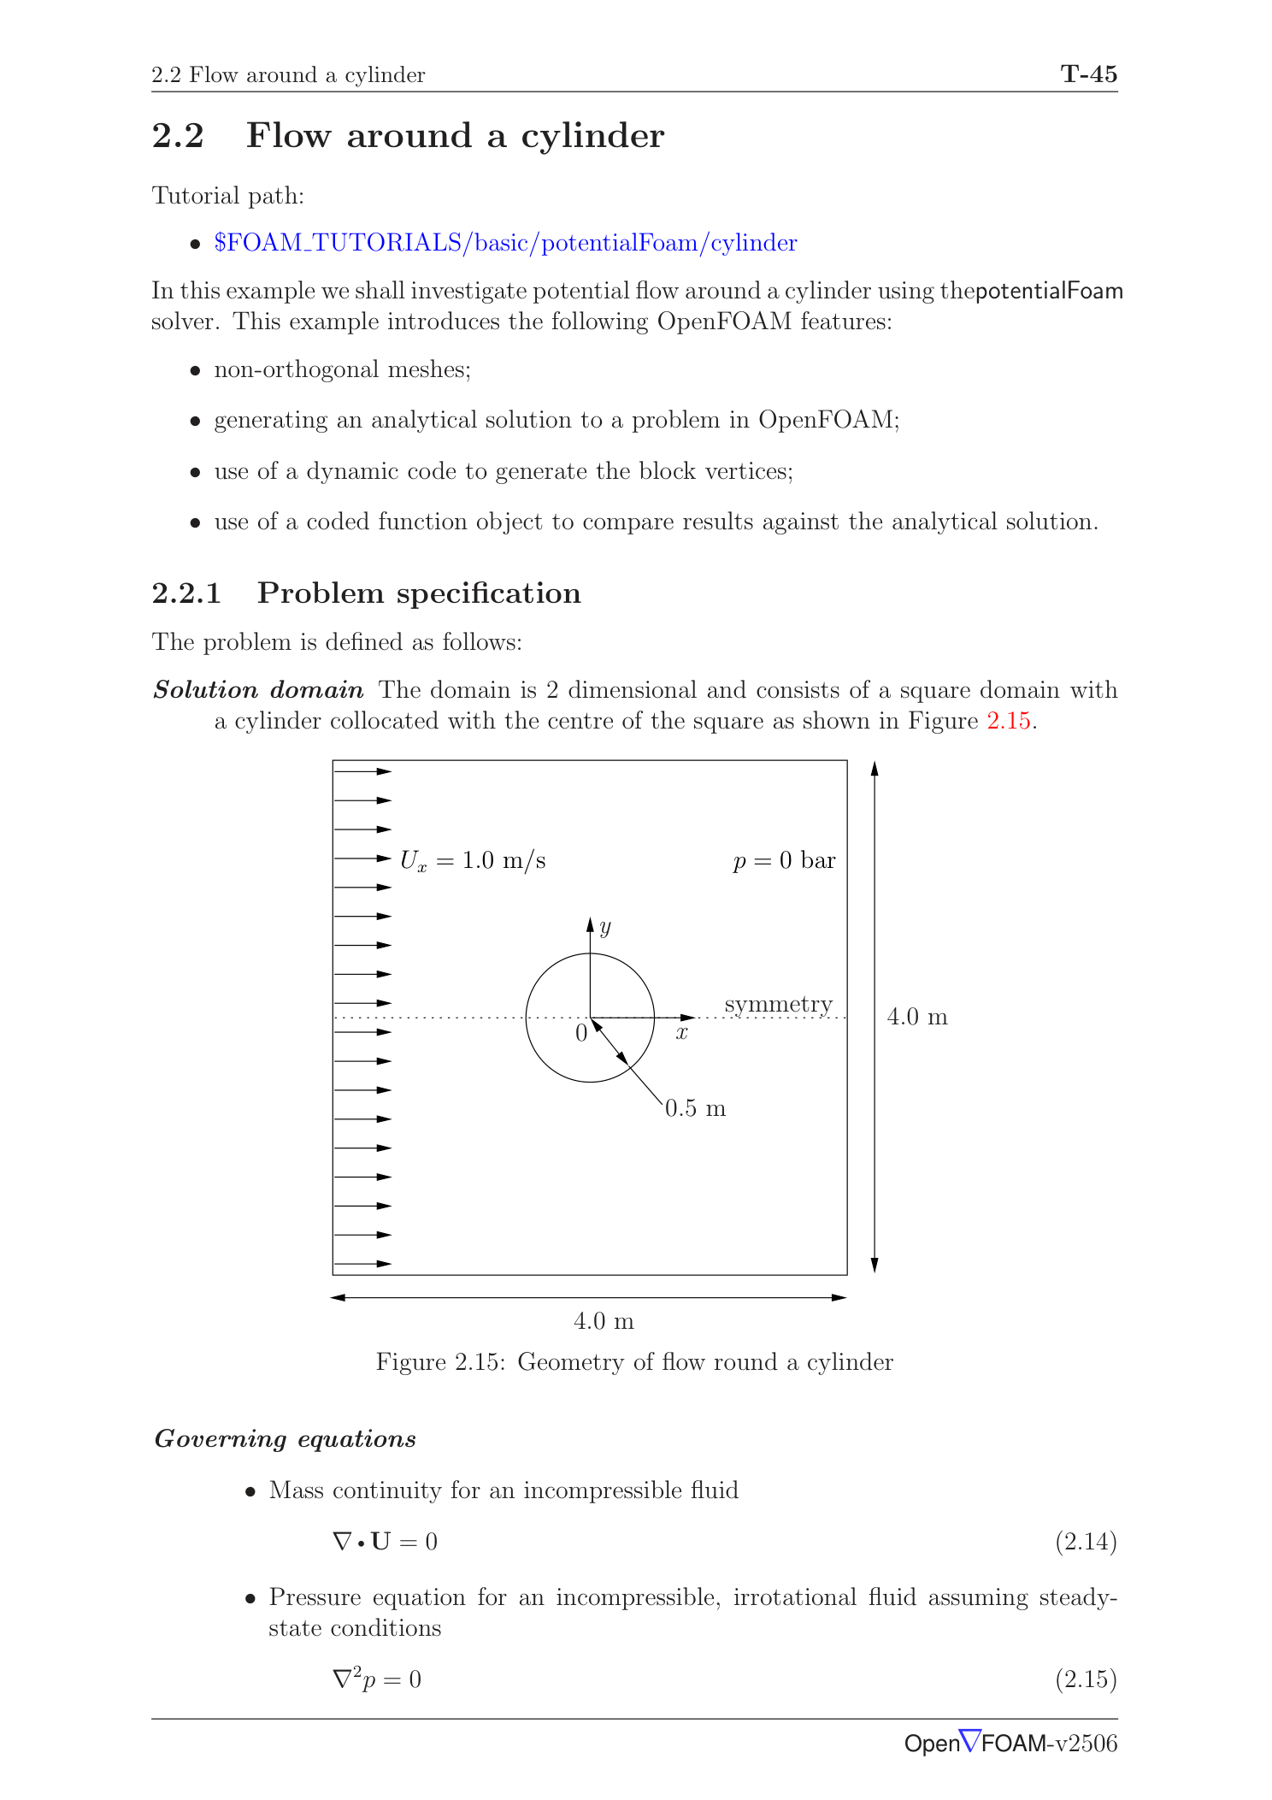 2.2 Flow around a cylinder T-45
2.2 Flow around a cylinder
Tutorial path:
• $FOAM_TUTORIALS/basic/potentialFoam/cylinder
In this example we shall investigate potential flow around a cylinder using thepotentialFoam
solver. This example introduces the following OpenFOAM features:
• non-orthogonal meshes;
• generating an analytical solution to a problem in OpenFOAM;
• use of a dynamic code to generate the block vertices;
• use of a coded function object to compare results against the analytical solution.
2.2.1 Problem specification
The problem is defined as follows:
Solution domain The domain is 2 dimensional and consists of a square domain with
a cylinder collocated with the centre of the square as shown in Figure 2.15.
Uₓ = 1.0 m/s p = 0 bar
y
symmetry
4.0 m
0 x
0.5 m
4.0 m
Figure 2.15: Geometry of flow round a cylinder
Governing equations
• Mass continuity for an incompressible fluid
∇ • U = 0 (2.14)
• Pressure equation for an incompressible, irrotational fluid assuming steady-
state conditions
∇²p = 0 (2.15)
Open∇FOAM-v2506